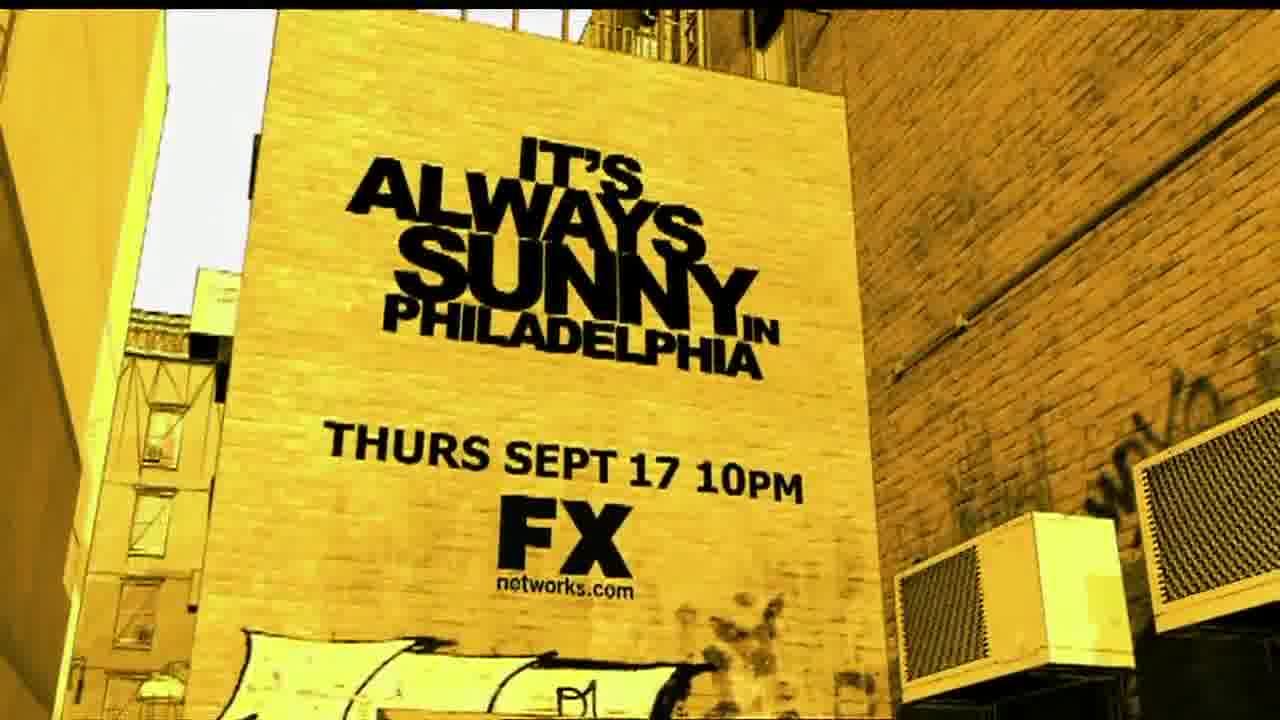 IT'S
ALWAYS
SUNNY
IN
PHILADELPHIA
THURS SEPT 17 10PM
FX
networks.com